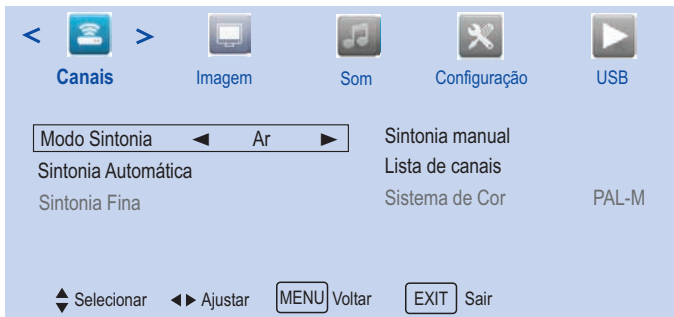 < >
Canais Imagem Som Configuração USB
Modo Sintonia ◄ Ar ► Sintonia manual
Sintonia Automática Lista de canais
Sintonia Fina Sistema de Cor PAL-M
Selecionar Ajustar MENU Voltar EXIT Sair